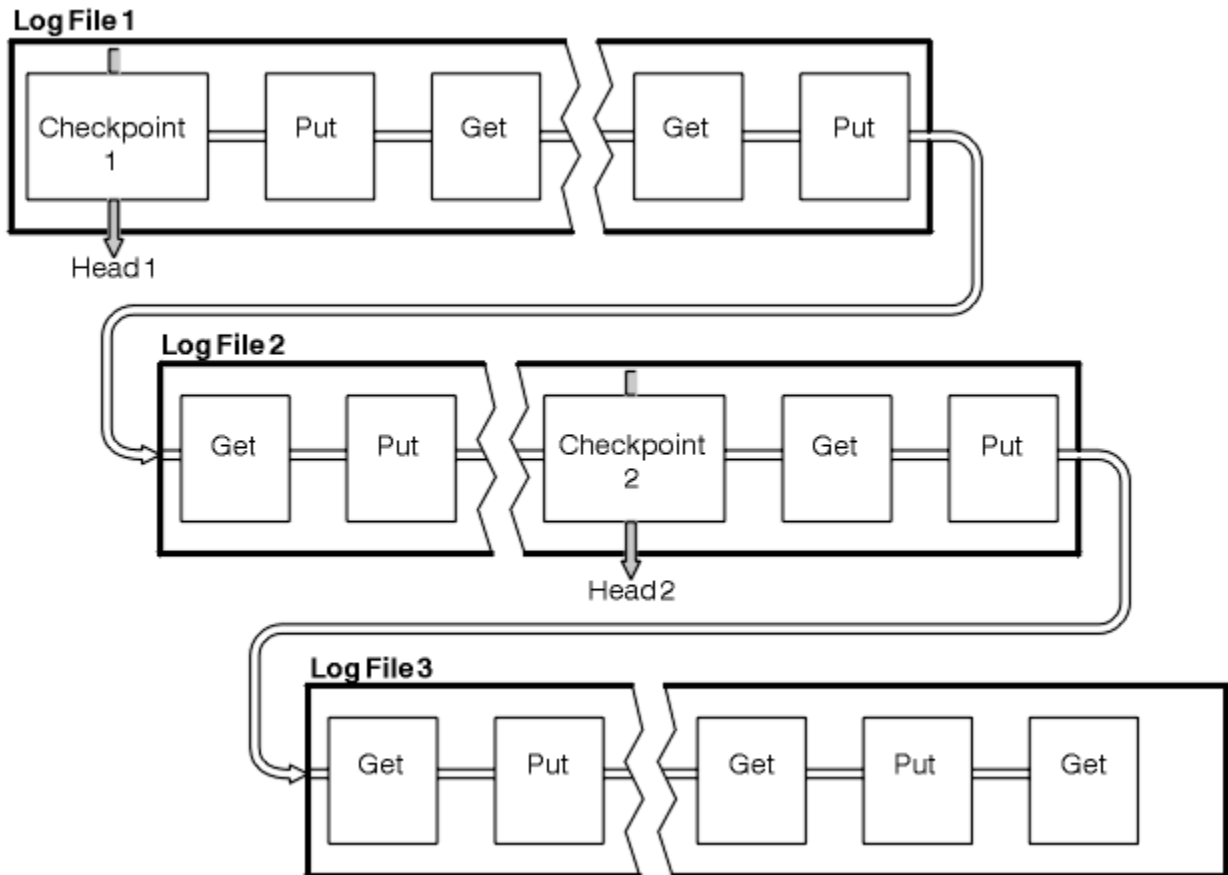 Log File 1
Checkpoint
1
Put
Get
Get
Put
Head 1
Log File 2
Get
Put
Checkpoint
2
Get
Put
Head 2
Log File 3
Get
Put
Get
Put
Get